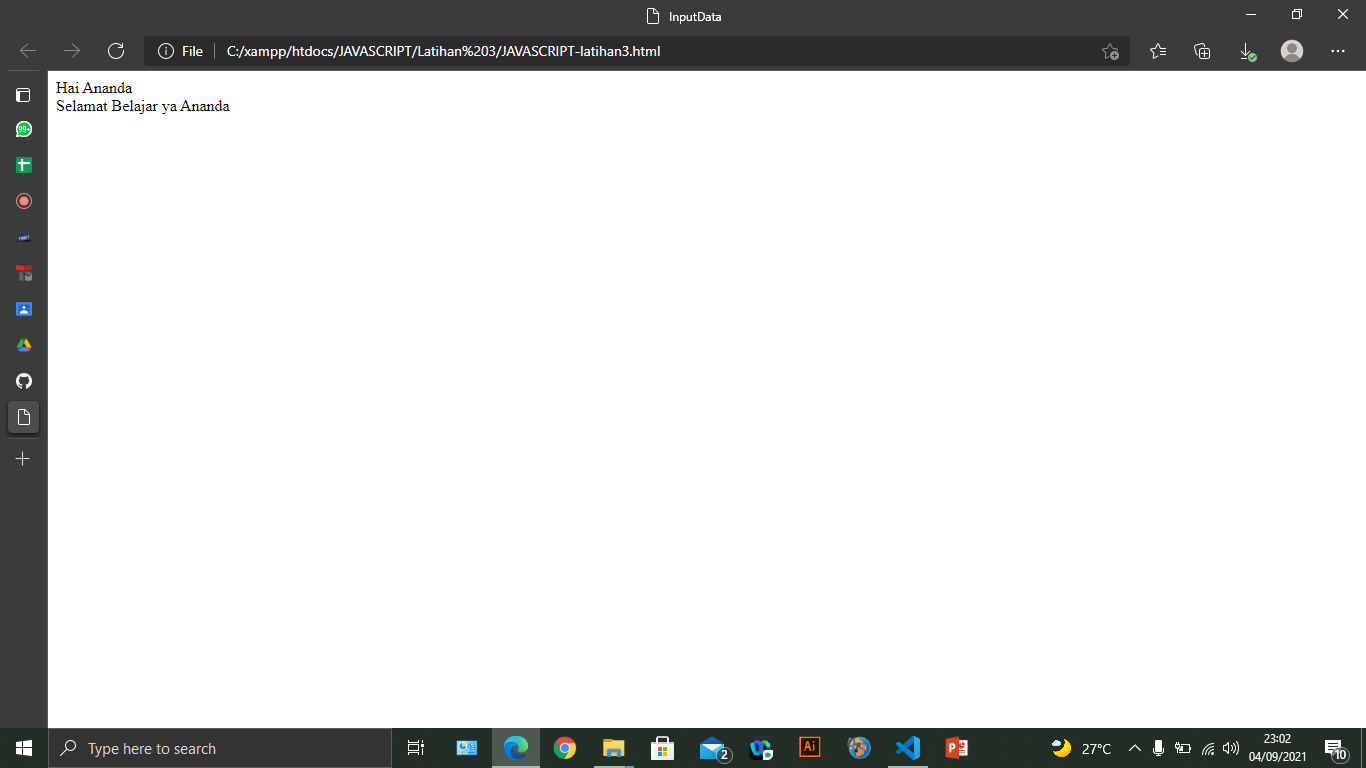 InputData
File
C:/xampp/htdocs/JAVASCRIPT/Latihan%203/JAVASCRIPT-latihan3.html
99+
Hai Ananda
Selamat Belajar ya Ananda
Type here to search
2
Ai
27°C
23:02
04/09/2021
10